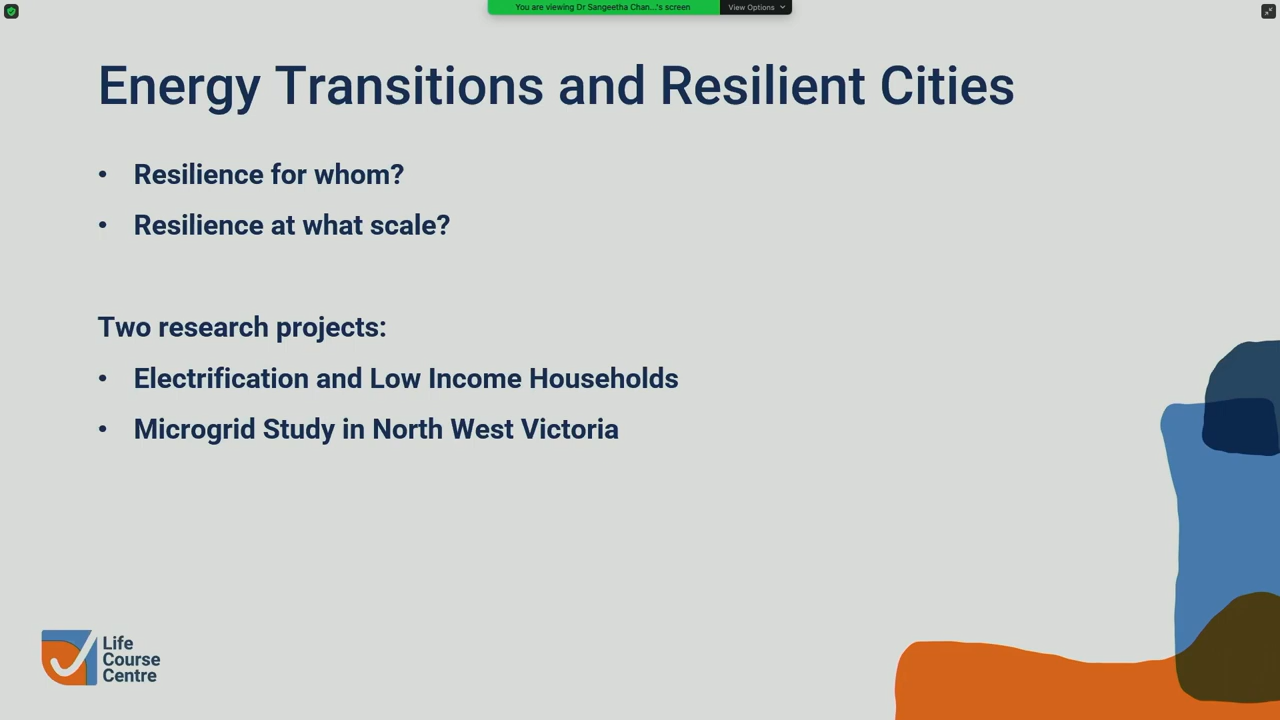 You are viewing Dr Sangeetha Chan...'s screen
View Options
Energy Transitions and Resilient Cities
• Resilience for whom?
• Resilience at what scale?
Two research projects:
• Electrification and Low Income Households
• Microgrid Study in North West Victoria
Life
Course
Centre